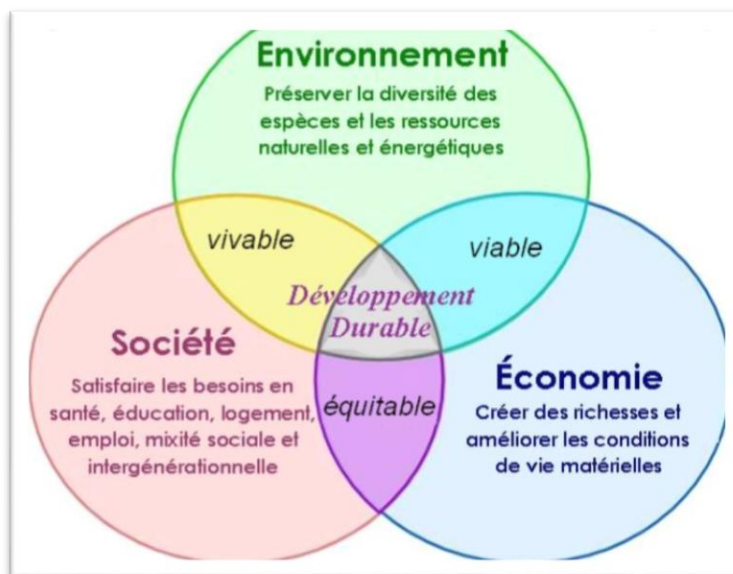 Environnement
Préserver la diversité des
espèces et les ressources
naturelles et énergétiques
vivable
viable
Développement
Durable
Société
Satisfaire les besoins en
santé, éducation, logement,
emploi, mixité sociale et
intergénérationnelle
équitable
Économie
Créer des richesses et
améliorer les conditions
de vie matérielles